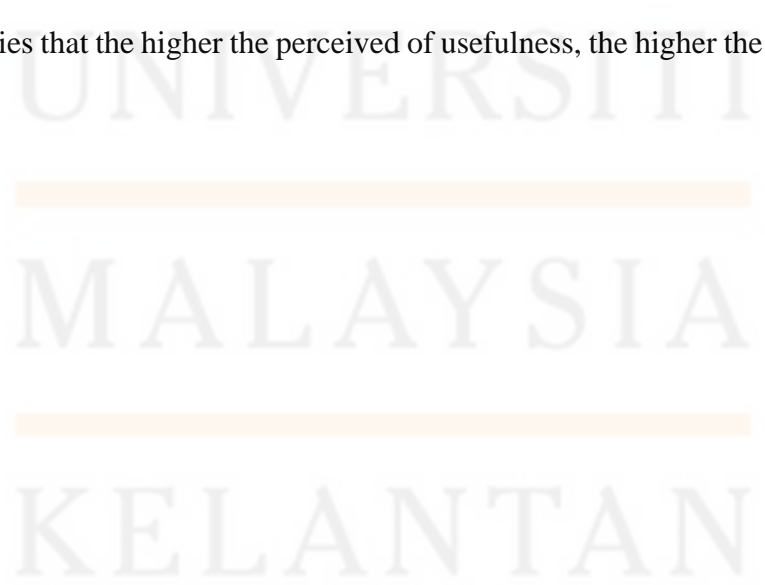 ies that the higher the perceived of usefulness, the higher the
UNIVERSITI
MALAYSIA
KELANTAN